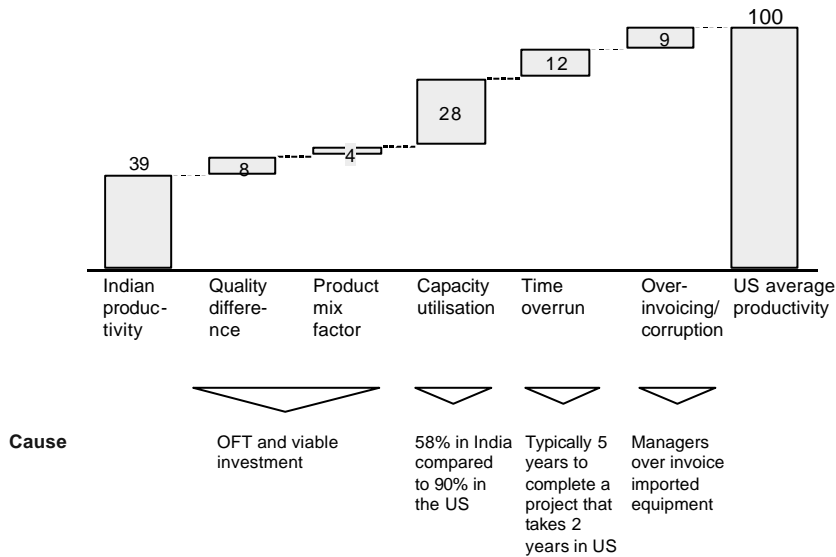 100
9
12
28
4
8
39
Indian
produc-
tivity
Quality
differe-
nce
Product
mix
factor
Capacity
utilisation
Time
overrun
Over-
invoicing/
corruption
US average
productivity
Cause
OFT and viable
investment
58% in India
compared
to 90% in
the US
Typically 5
years to
complete a
project that
takes 2
years in US
Managers
over invoice
imported
equipment